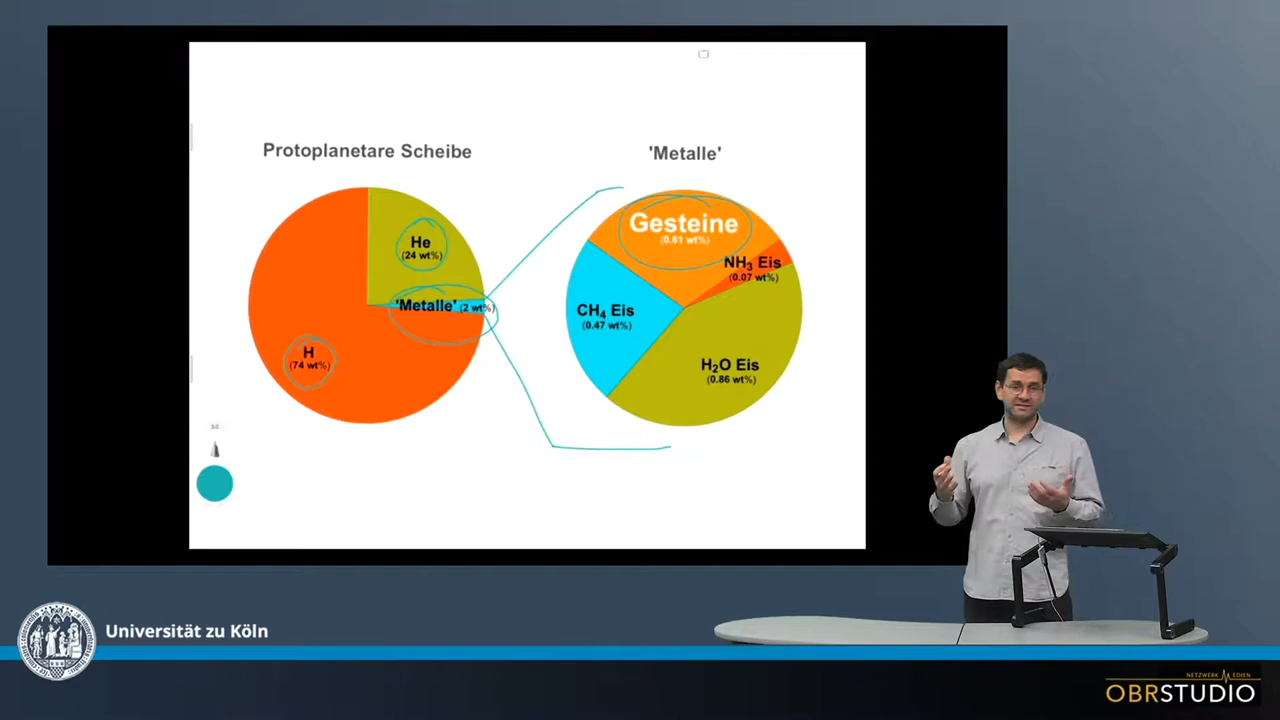 Protoplanetare Scheibe
He
(24 wt%)
'Metalle' (2 wt%)
H
(74 wt%)
'Metalle'
Gesteine
(0.61 wt%)
NH₃ Eis
(0.07 wt%)
CH₄ Eis
(0.47 wt%)
H₂O Eis
(0.86 wt%)
Universität zu Köln
NETZWERK MEDIEN
OBRSTUDIO